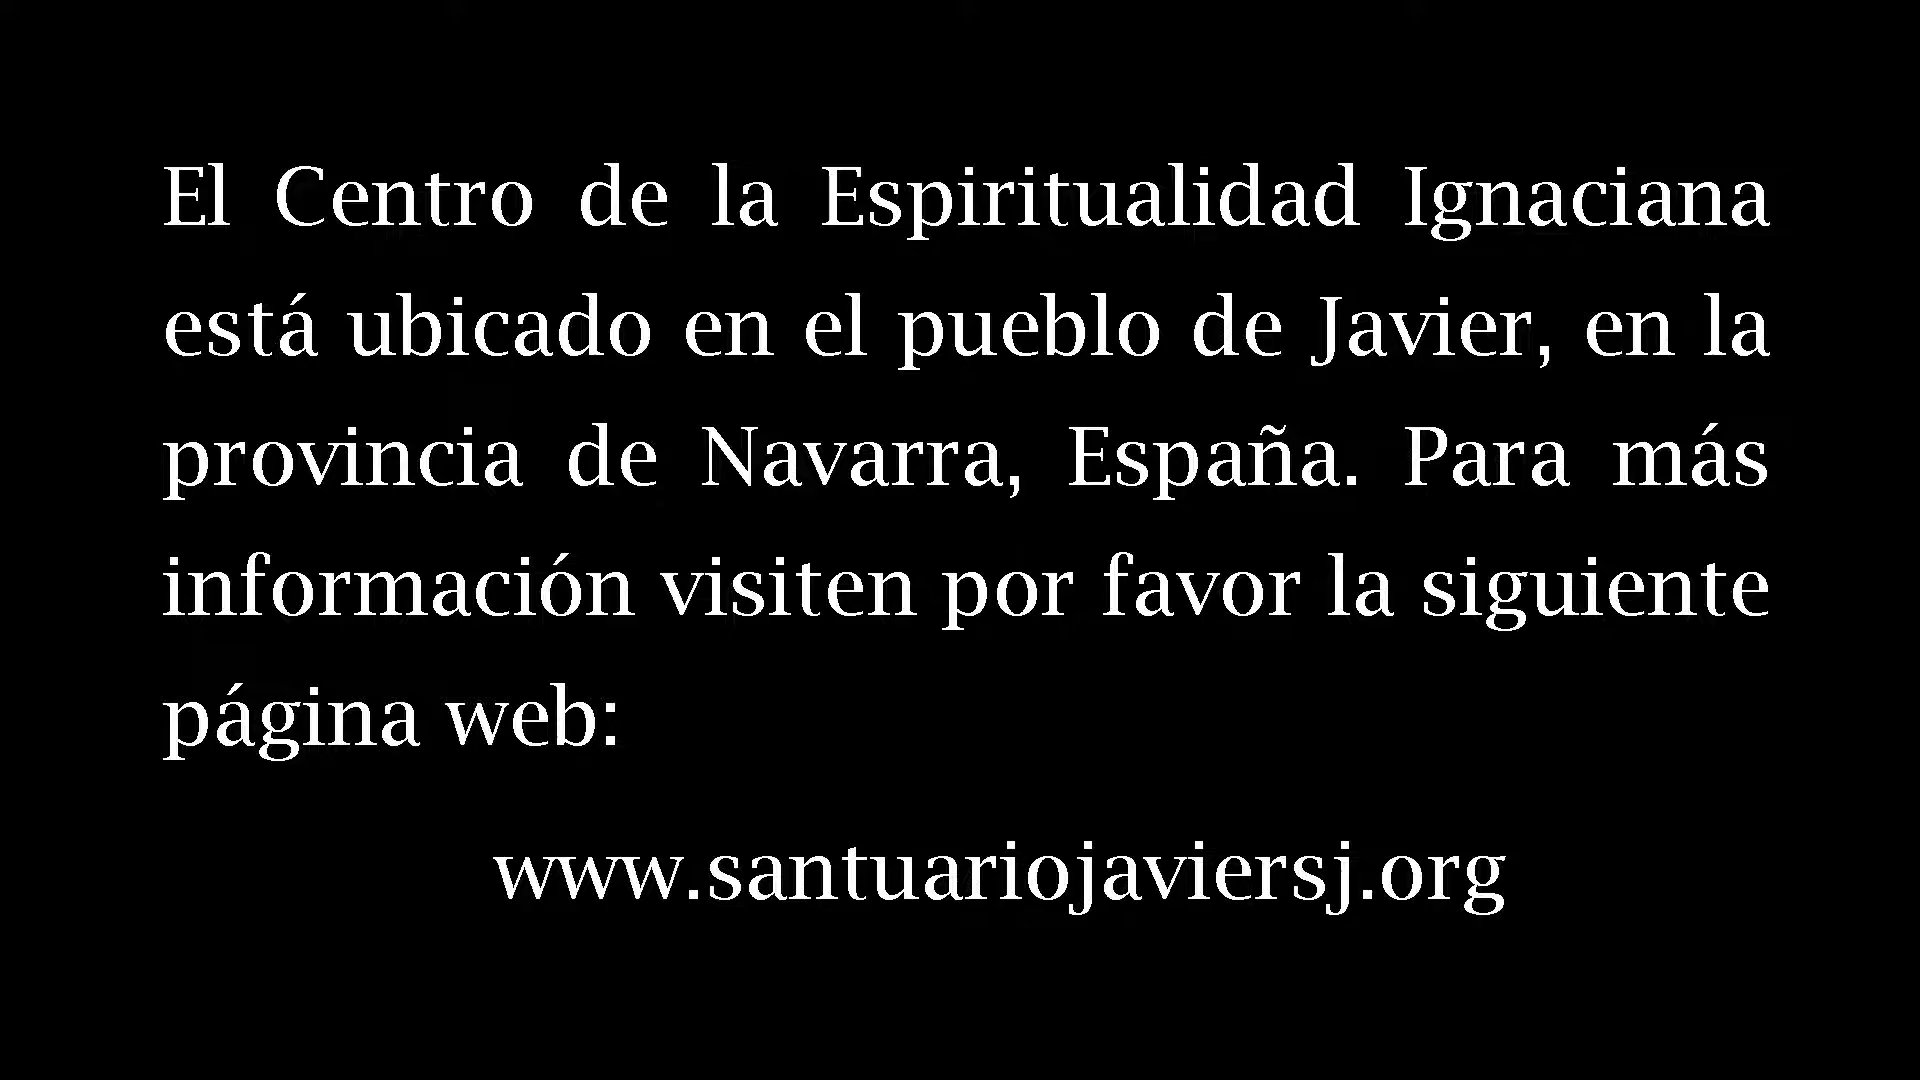 El Centro de la Espiritualidad Ignaciana
está ubicado en el pueblo de Javier, en la
provincia de Navarra, España. Para más
información visiten por favor la siguiente
página web:
www.santuariojaviersj.org